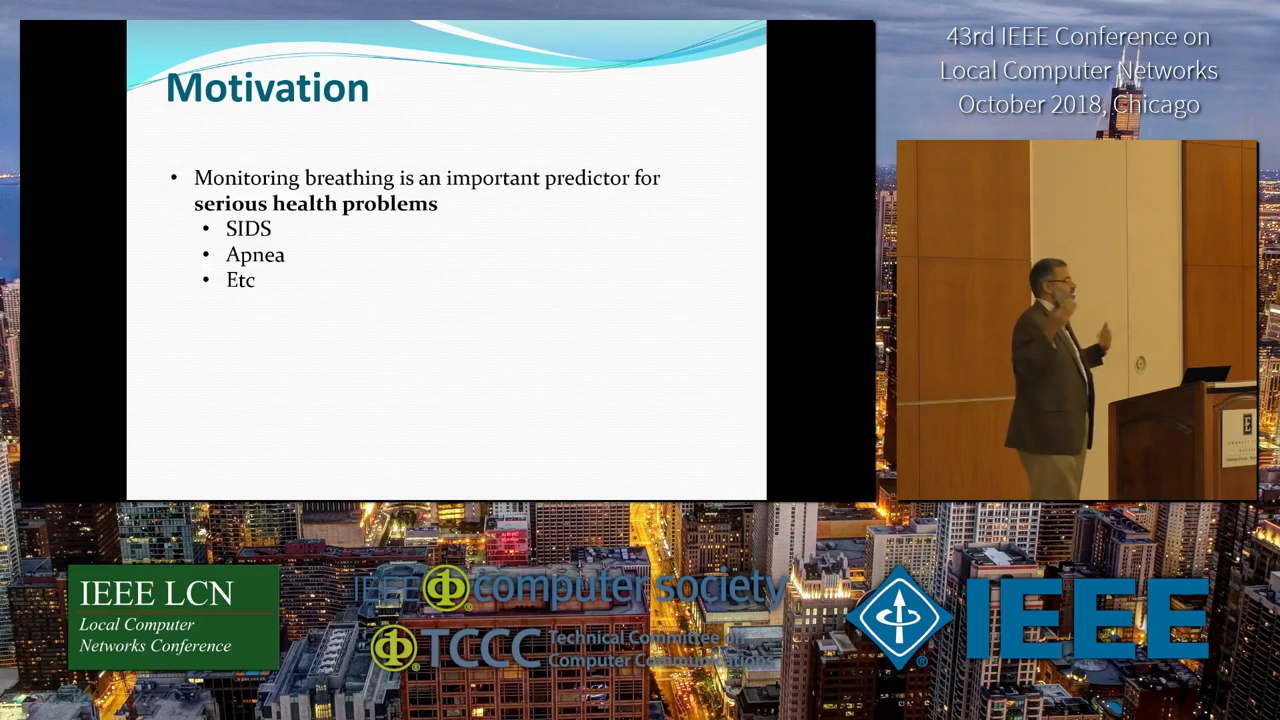 Motivation
• Monitoring breathing is an important predictor for
serious health problems
• SIDS
• Apnea
• Etc
43rd IEEE Conference on
Local Computer Networks
October 2018, Chicago
E
IEEE LCN
Local Computer
Networks Conference
IEEE computer society
TCCC Technical Committee on
Computer Communications
IEEE